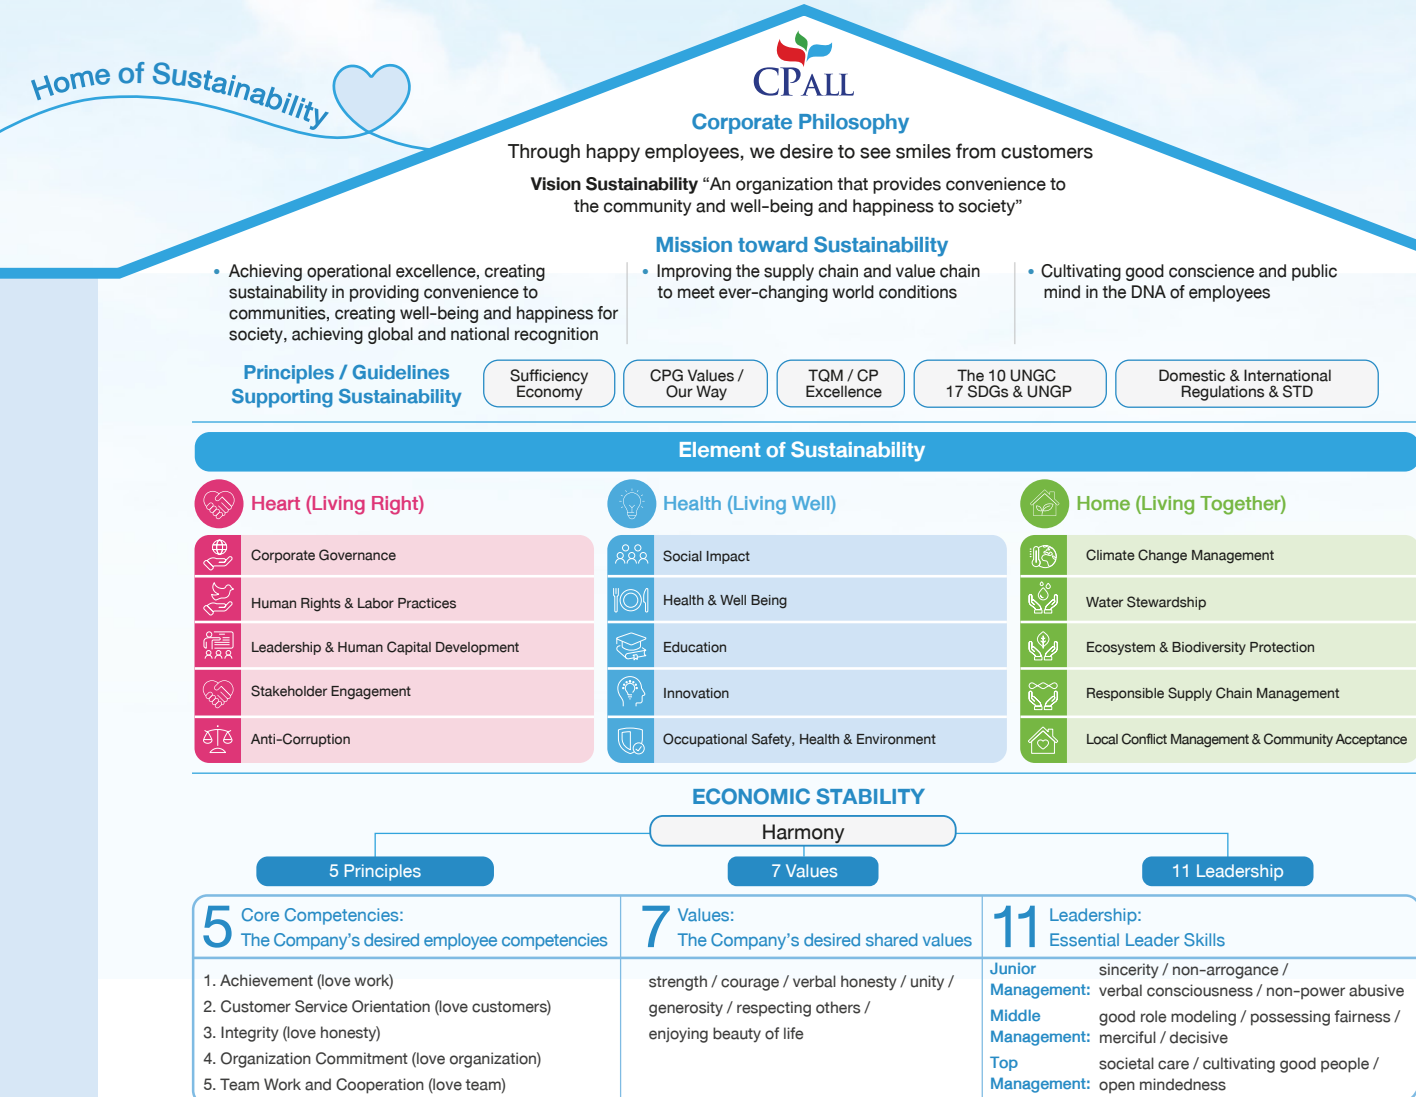 Home of Sustainability
CPALL
Corporate Philosophy
Through happy employees, we desire to see smiles from customers
Vision Sustainability “An organization that provides convenience to
the community and well-being and happiness to society”
Mission toward Sustainability
• Achieving operational excellence, creating
sustainability in providing convenience to
communities, creating well-being and happiness for
society, achieving global and national recognition
• Improving the supply chain and value chain
to meet ever-changing world conditions
• Cultivating good conscience and public
mind in the DNA of employees
Principles / Guidelines
Supporting Sustainability
Sufficiency
Economy
CPG Values /
Our Way
TQM / CP
Excellence
The 10 UNGC
17 SDGs & UNGP
Domestic & International
Regulations & STD
Element of Sustainability
Heart (Living Right)
Corporate Governance
Human Rights & Labor Practices
Leadership & Human Capital Development
Stakeholder Engagement
Anti-Corruption
Health (Living Well)
Social Impact
Health & Well Being
Education
Innovation
Occupational Safety, Health & Environment
Home (Living Together)
Climate Change Management
Water Stewardship
Ecosystem & Biodiversity Protection
Responsible Supply Chain Management
Local Conflict Management & Community Acceptance
ECONOMIC STABILITY
Harmony
5 Principles
7 Values
11 Leadership
5 Core Competencies:
The Company’s desired employee competencies
1. Achievement (love work)
2. Customer Service Orientation (love customers)
3. Integrity (love honesty)
4. Organization Commitment (love organization)
5. Team Work and Cooperation (love team)
7 Values:
The Company’s desired shared values
strength / courage / verbal honesty / unity /
generosity / respecting others /
enjoying beauty of life
11 Leadership:
Essential Leader Skills
Junior sincerity / non-arrogance /
Management: verbal consciousness / non-power abusive
Middle good role modeling / possessing fairness /
Management: merciful / decisive
Top societal care / cultivating good people /
Management: open mindedness